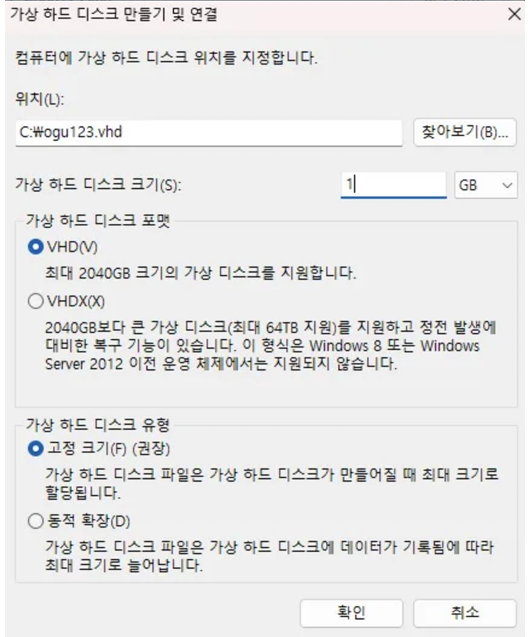 가상 하드 디스크 만들기 및 연결
컴퓨터에 가상 하드 디스크 위치를 지정합니다.
위치(L):
C:₩ogu123.vhd 찾아보기(B)...
가상 하드 디스크 크기(S): 1 GB
가상 하드 디스크 포맷
VHD(V)
최대 2040GB 크기의 가상 디스크를 지원합니다.
VHDX(X)
2040GB보다 큰 가상 디스크(최대 64TB 지원)를 지원하고 정전 발생에
대비한 복구 기능이 있습니다. 이 형식은 Windows 8 또는 Windows
Server 2012 이전 운영 체제에서는 지원되지 않습니다.
가상 하드 디스크 유형
고정 크기(F) (권장)
가상 하드 디스크 파일은 가상 하드 디스크가 만들어질 때 최대 크기로
할당됩니다.
동적 확장(D)
가상 하드 디스크 파일은 가상 하드 디스크에 데이터가 기록됨에 따라
최대 크기로 늘어납니다.
확인 취소